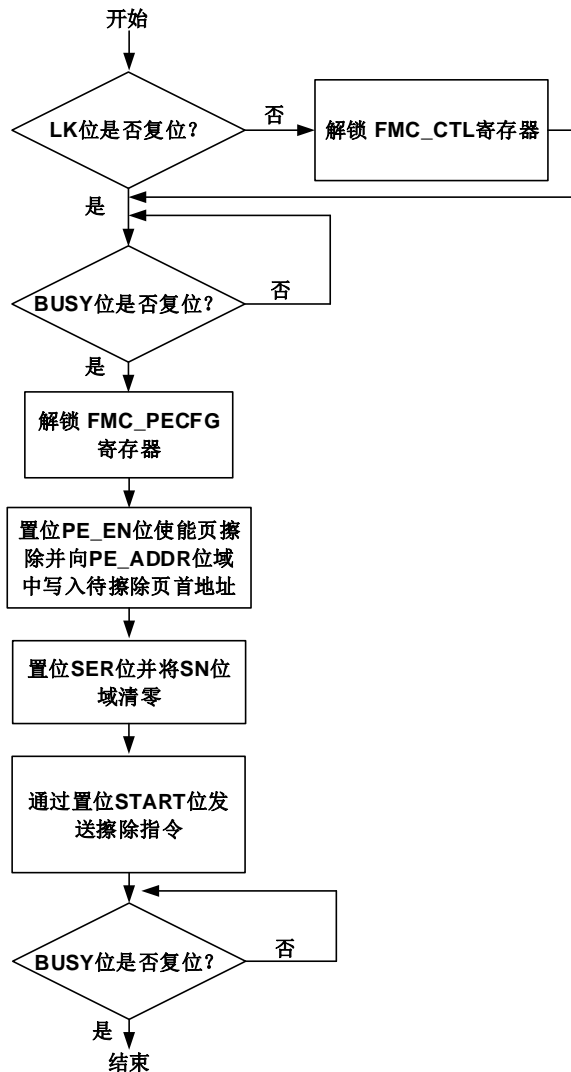 开始
LK位是否复位？
否
解锁 FMC_CTL寄存器
是
BUSY位是否复位？
否
是
解锁 FMC_PECFG
寄存器
置位PE_EN位使能页擦
除并向PE_ADDR位域
中写入待擦除页首地址
置位SER位并将SN位
域清零
通过置位START位发
送擦除指令
BUSY位是否复位？
否
是
结束